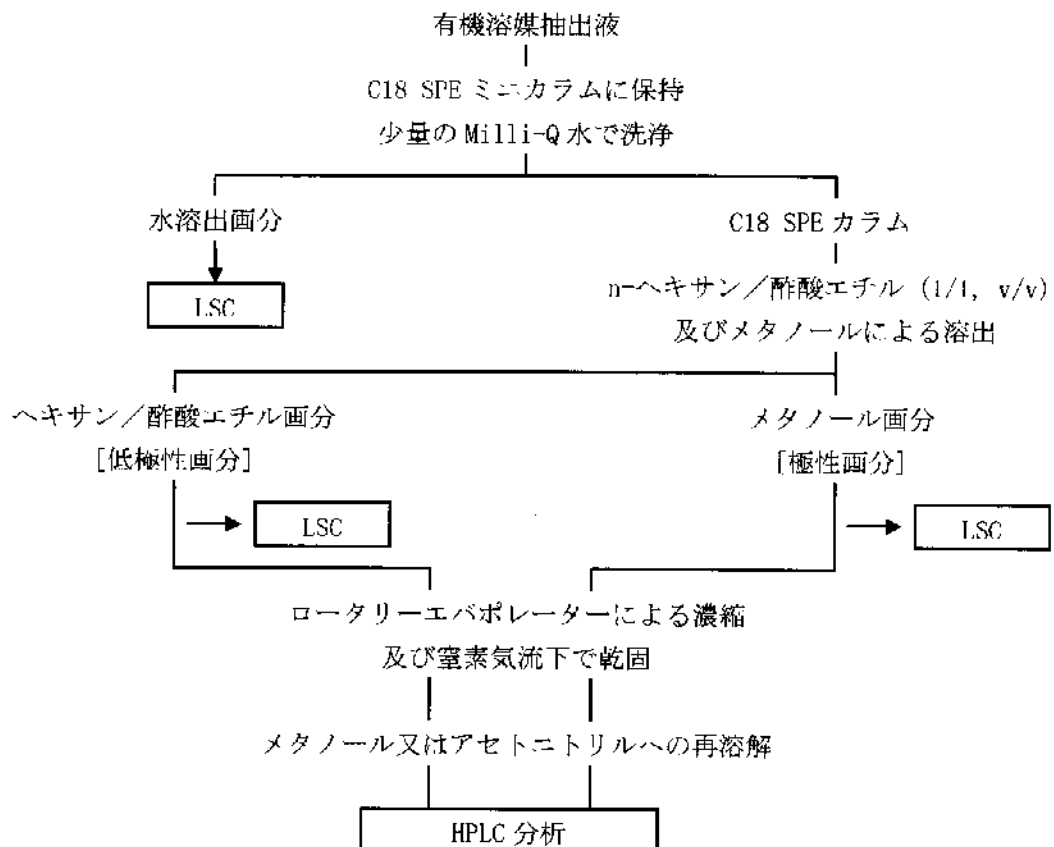 有機溶媒抽出液
C18 SPE ミニカラムに保持
少量の Milli-Q 水で洗浄
水溶出画分
C18 SPE カラム
LSC
n-ヘキサン／酢酸エチル (1/1, v/v)
及びメタノールによる溶出
ヘキサン／酢酸エチル画分
メタノール画分
[低極性画分]
[極性画分]
LSC
LSC
ロータリーエバポレーターによる濃縮
及び窒素気流下で乾固
メタノール又はアセトニトリルへの再溶解
HPLC 分析